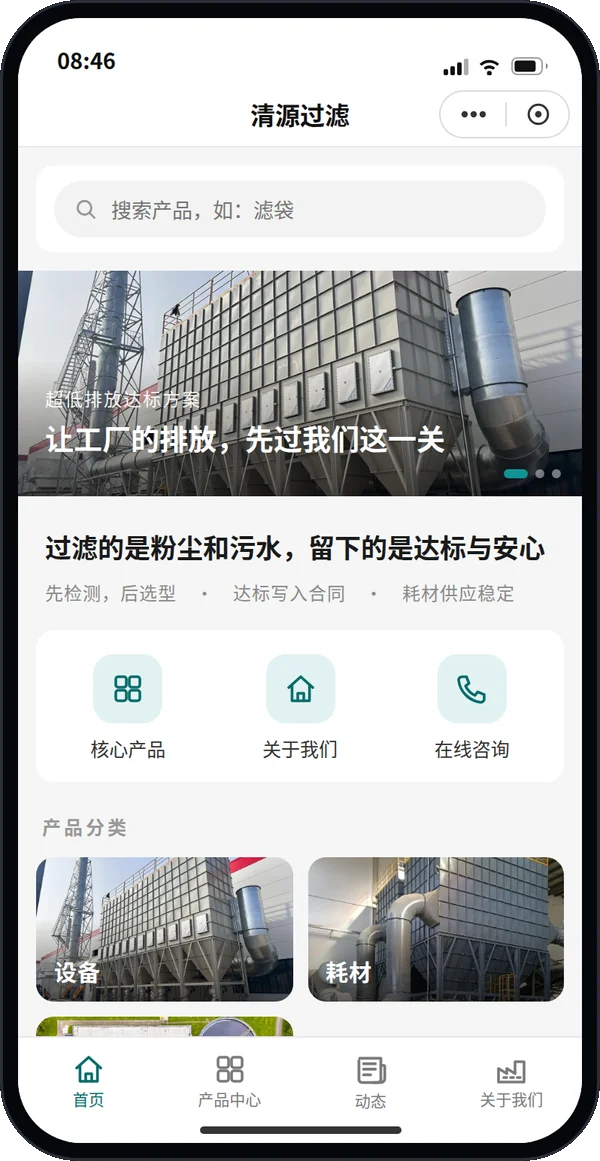 08:46
清源过滤
搜索产品，如：滤袋
超低排放达标方案
让工厂的排放，先过我们这一关
过滤的是粉尘和污水，留下的是达标与安心
先检测，后选型 · 达标写入合同 · 耗材供应稳定
核心产品 关于我们 在线咨询
产品分类
设备 耗材
首页 产品中心 动态 关于我们